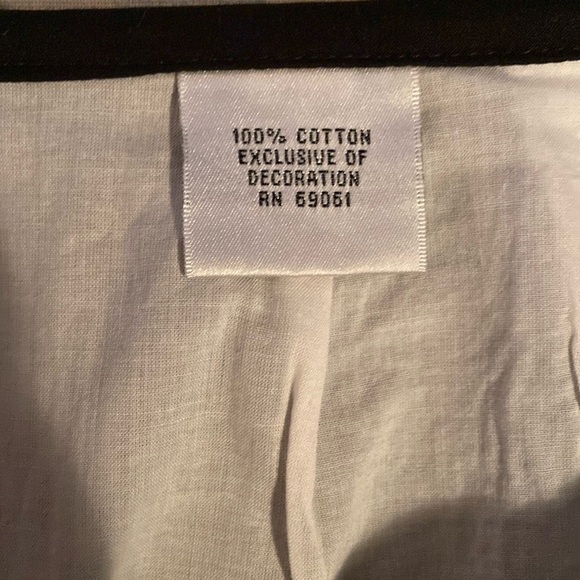 100% COTTON
EXCLUSIVE OF
DECORATION
RN 69061